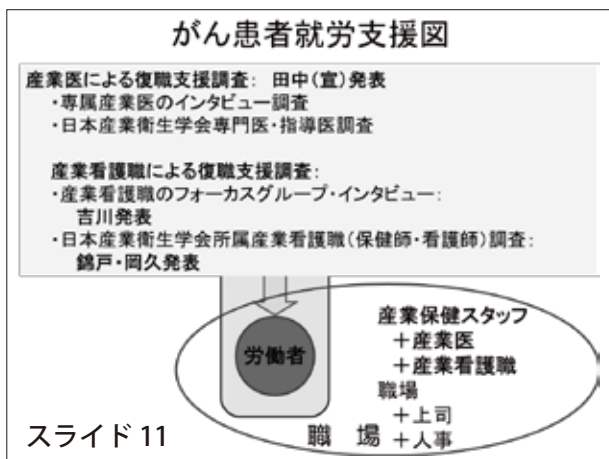 がん患者就労支援図
産業医による復職支援調査： 田中（宣）発表
・専属産業医のインタビュー調査
・日本産業衛生学会専門医・指導医調査
産業看護職による復職支援調査：
・産業看護職のフォーカスグループ・インタビュー：
吉川発表
・日本産業衛生学会所属産業看護職（保健師・看護師）調査：
錦戸・岡久発表
労働者
産業保健スタッフ
＋産業医
＋産業看護職
職場
＋上司
＋人事
職 場
スライド 11